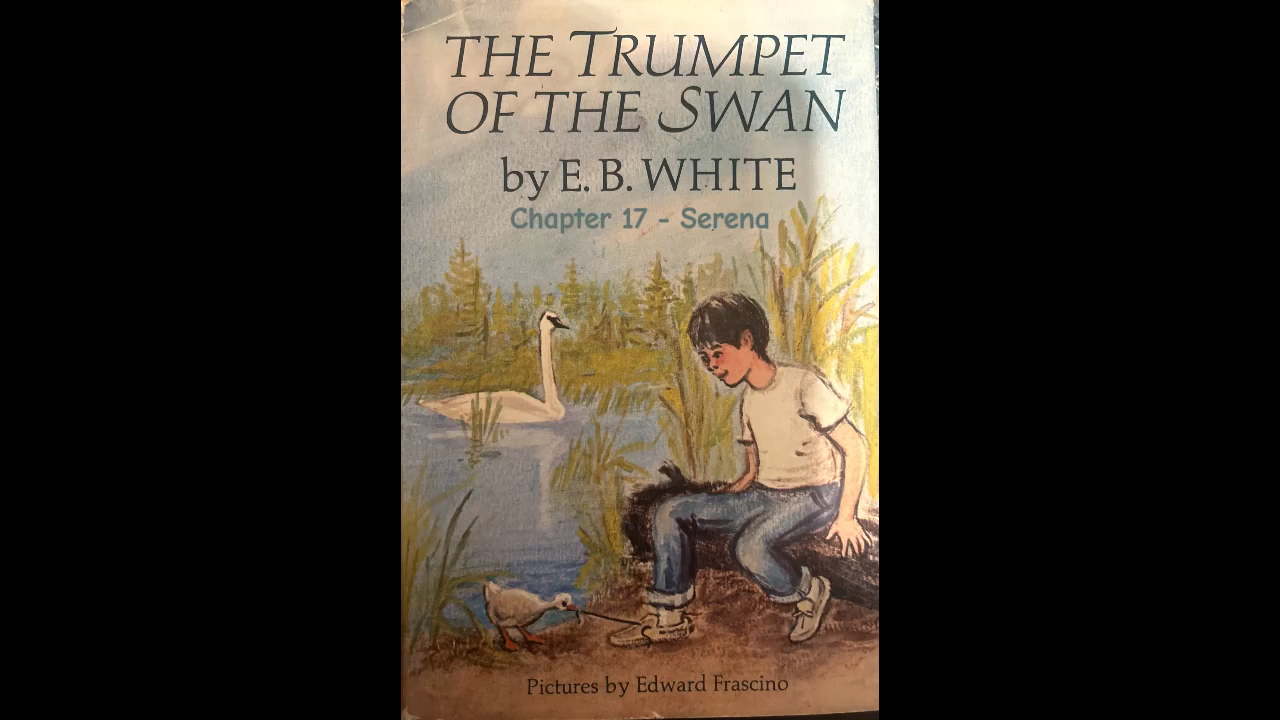 THE TRUMPET
OF THE SWAN
by E. B. WHITE
Chapter 17 - Serena
Pictures by Edward Frascino